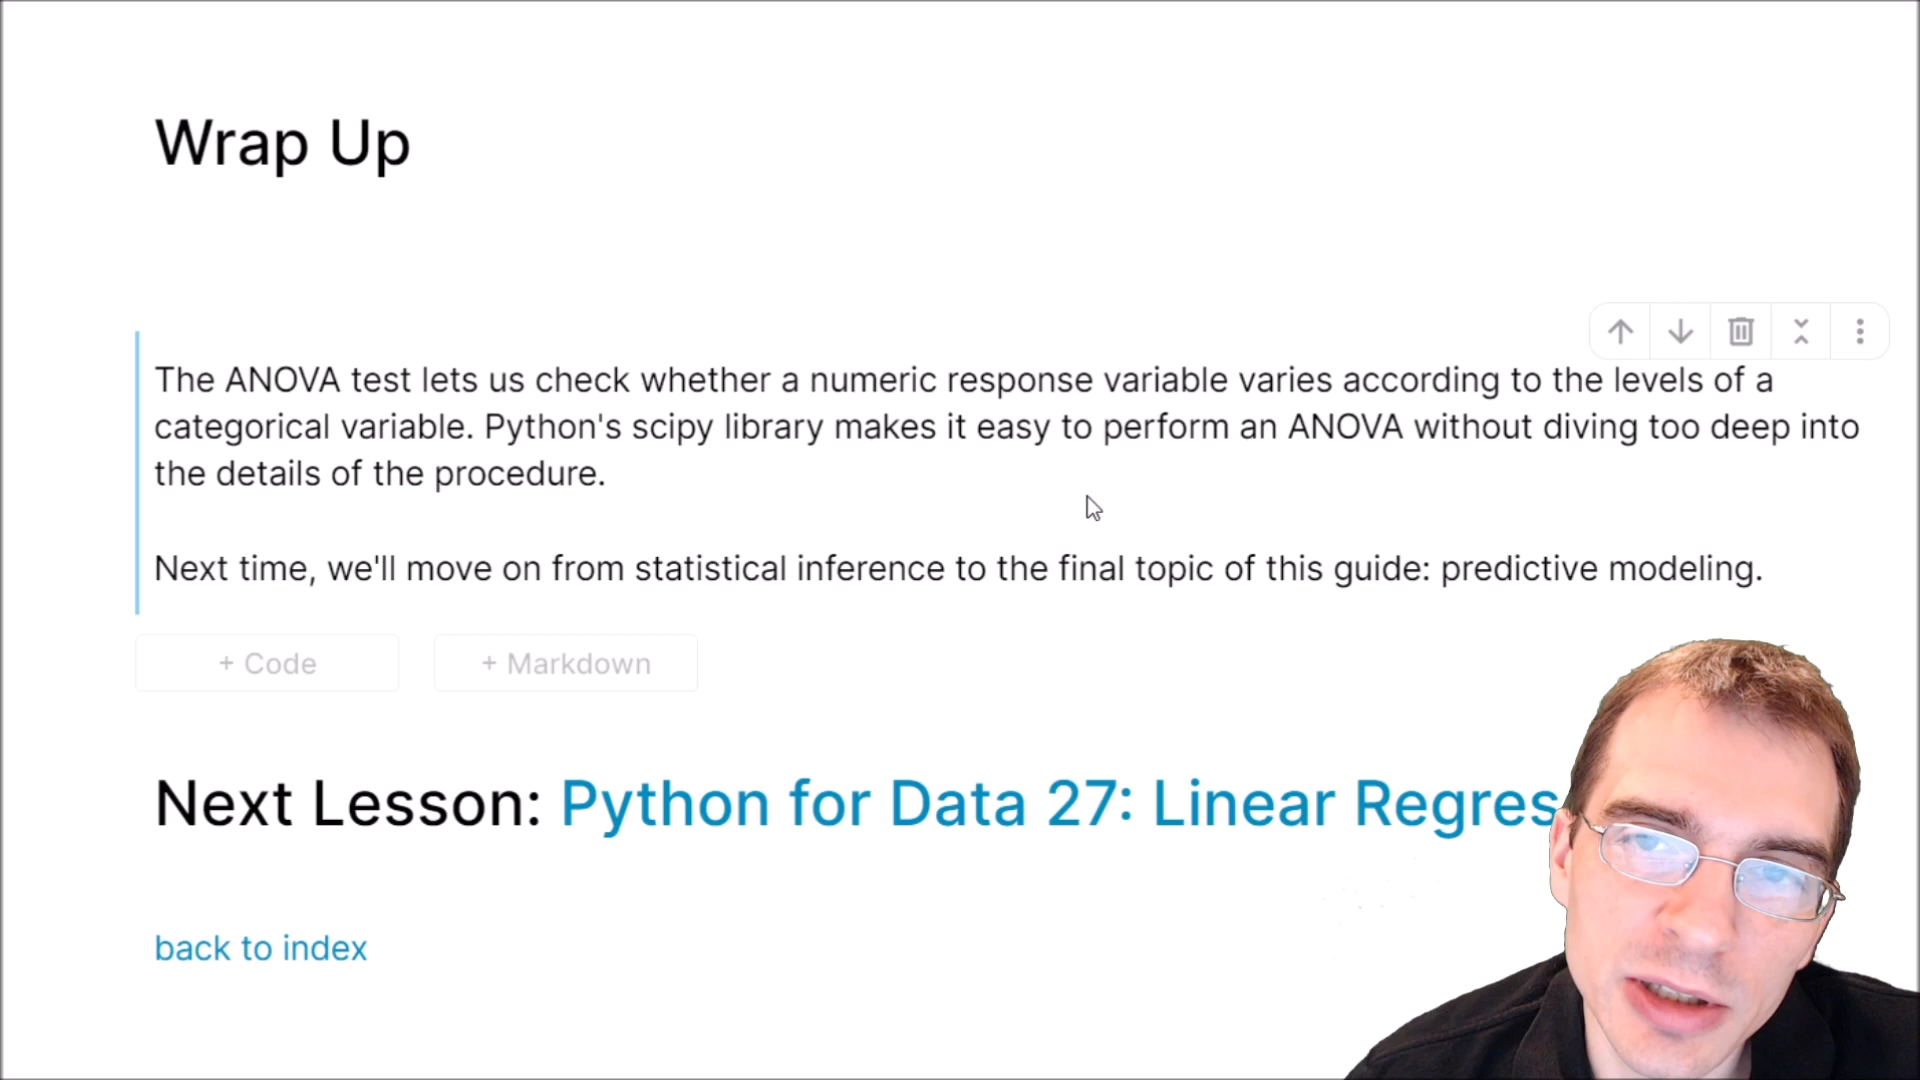 Wrap Up
The ANOVA test lets us check whether a numeric response variable varies according to the levels of a
categorical variable. Python's scipy library makes it easy to perform an ANOVA without diving too deep into
the details of the procedure.
Next time, we'll move on from statistical inference to the final topic of this guide: predictive modeling.
+ Code
+ Markdown
Next Lesson: Python for Data 27: Linear Regres
back to index